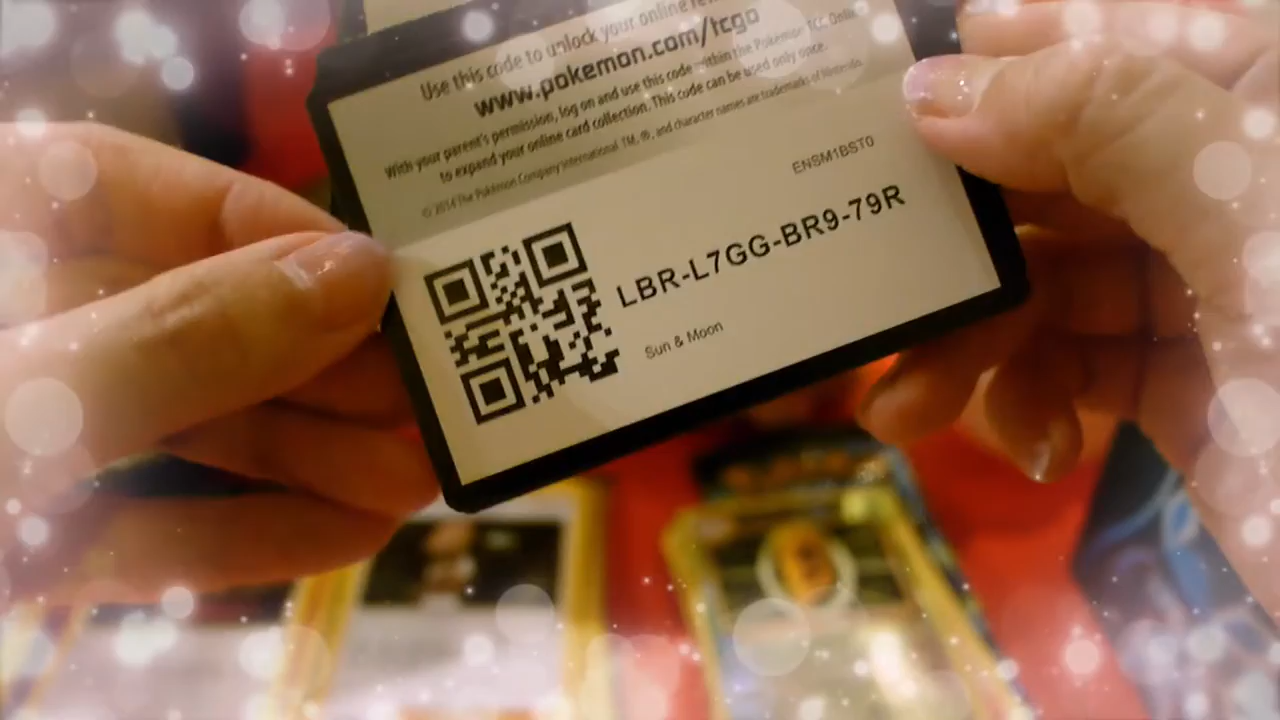 Use this code to unlock your online
www.pokemon.com/tcgo
With your parent's permission, log on and use this code within the Pokémon TCG Online
to expand your online card collection. This code can be used only once.
© 2014 The Pokémon Company International. TM, ®, and character names are trademarks of Nintendo.
ENSM1BST0
LBR-L7GG-BR9-79R
Sun & Moon